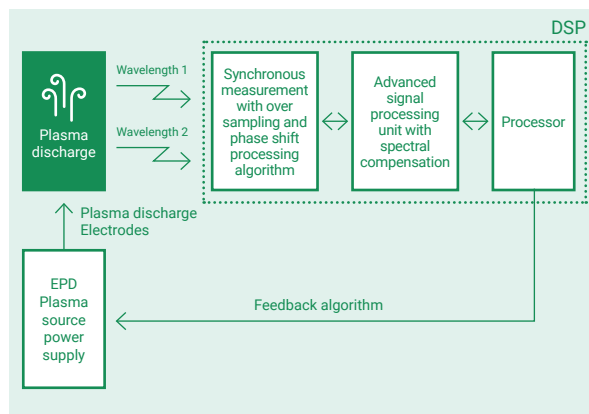 DSP
Plasma
discharge
Wavelength 1
Wavelength 2
Synchronous
measurement
with over
sampling and
phase shift
processing
algorithm
Advanced
signal
processing
unit with
spectral
compensation
Processor
Plasma discharge
Electrodes
EPD
Plasma
source
power
supply
Feedback algorithm